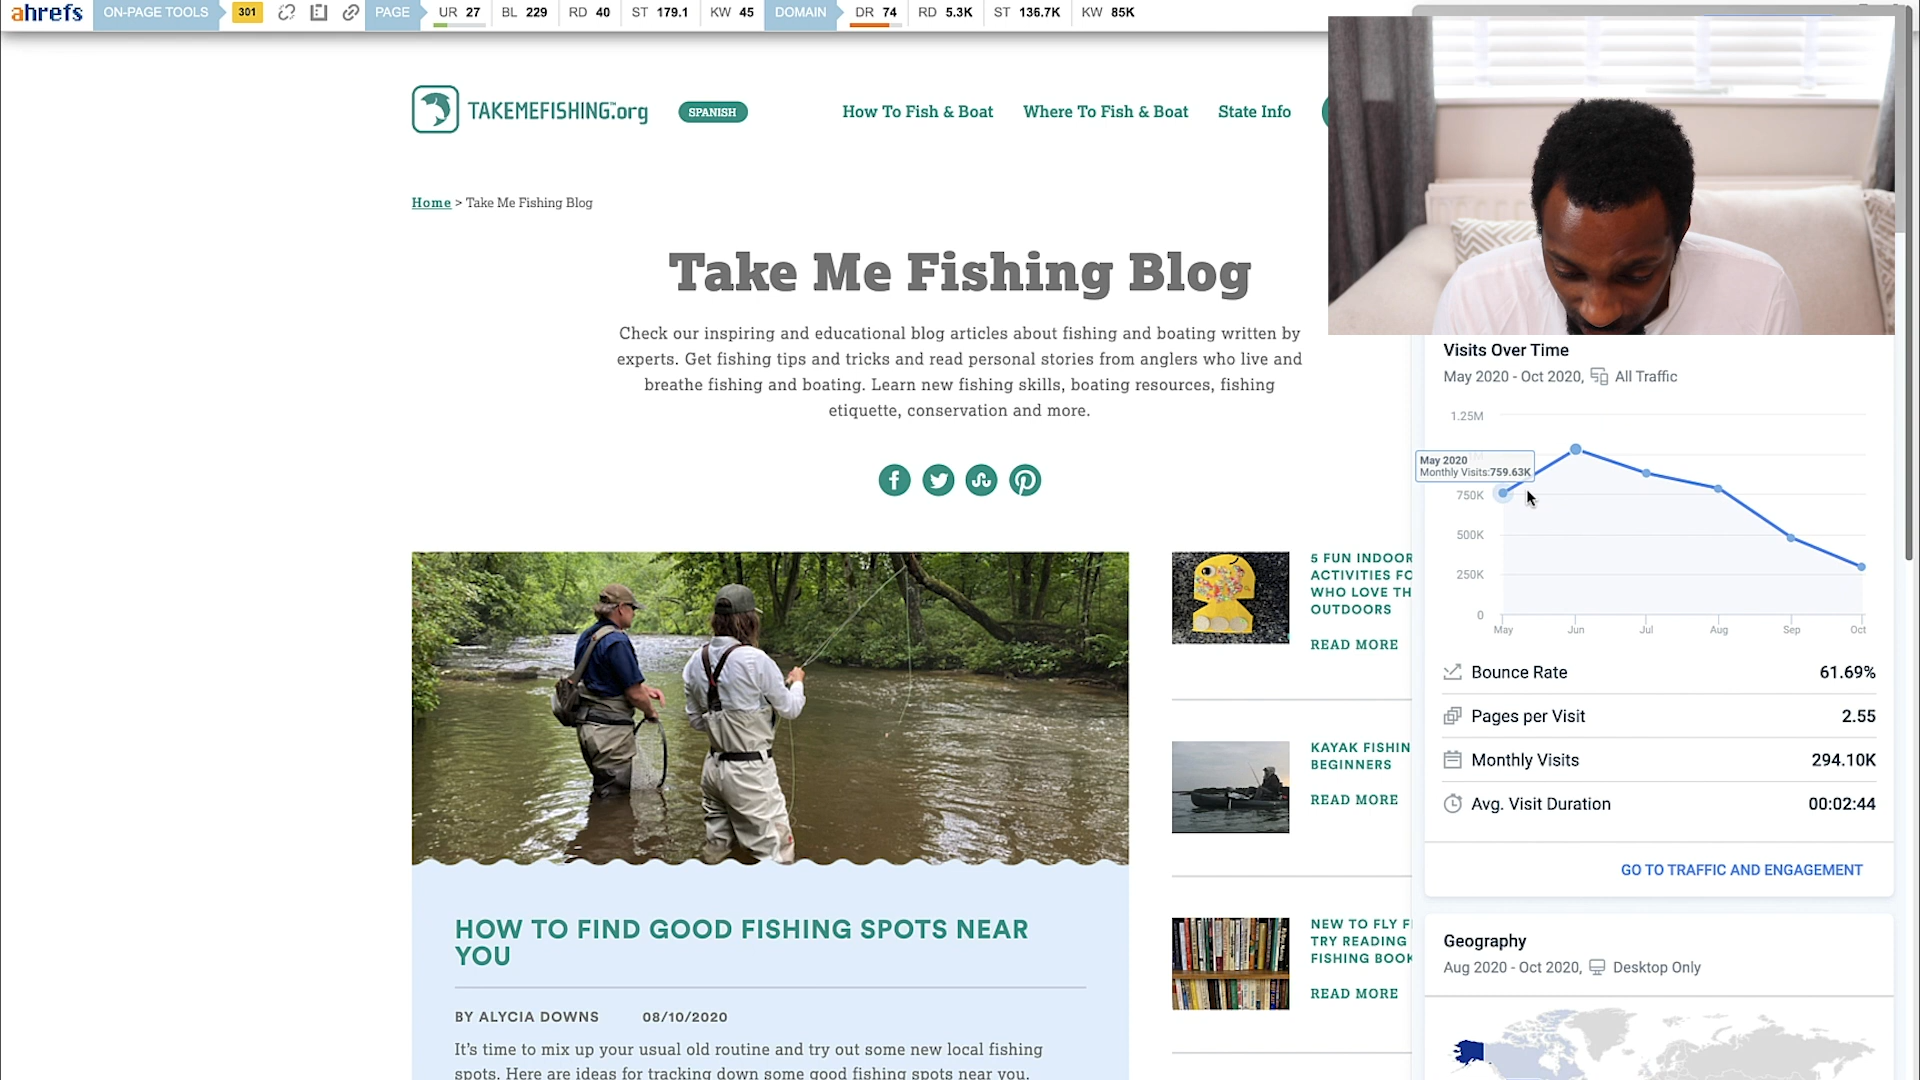 ahrefs ON-PAGE TOOLS 301 PAGE UR 27 BL 229 RD 40 ST 179.1 KW 45 DOMAIN DR 74 RD 5.3K ST 136.7K KW 85K
TAKEMEFISHING™.org SPANISH How To Fish & Boat Where To Fish & Boat State Info
Home > Take Me Fishing Blog
Take Me Fishing Blog
Check our inspiring and educational blog articles about fishing and boating written by
experts. Get fishing tips and tricks and read personal stories from anglers who live and
breathe fishing and boating. Learn new fishing skills, boating resources, fishing
etiquette, conservation and more.
HOW TO FIND GOOD FISHING SPOTS NEAR
YOU
BY ALYCIA DOWNS 08/10/2020
It's time to mix up your usual old routine and try out some new local fishing
spots. Here are ideas for tracking down some good fishing spots near you.
5 FUN INDOOR
ACTIVITIES FO
WHO LOVE TH
OUTDOORS
READ MORE
KAYAK FISHIN
BEGINNERS
READ MORE
NEW TO FLY F
TRY READING
FISHING BOOK
READ MORE
Visits Over Time
May 2020 - Oct 2020, All Traffic
1.25M
May 2020
Monthly Visits:759.63K
750K
500K
250K
0
May Jun Jul Aug Sep Oct
Bounce Rate 61.69%
Pages per Visit 2.55
Monthly Visits 294.10K
Avg. Visit Duration 00:02:44
GO TO TRAFFIC AND ENGAGEMENT
Geography
Aug 2020 - Oct 2020, Desktop Only